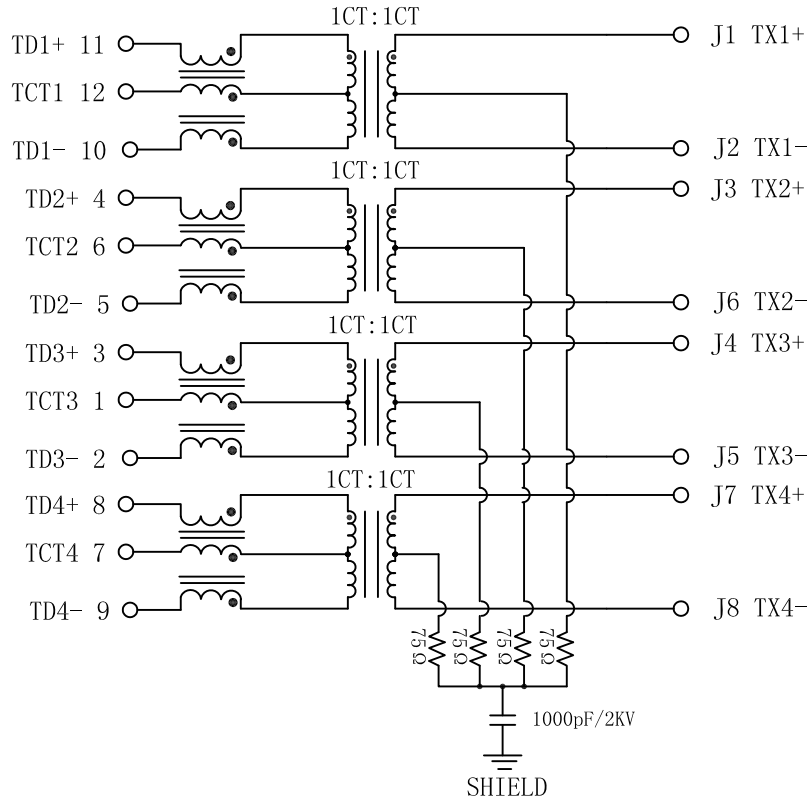 1CT:1CT
TD1+ 11
J1 TX1+
TCT1 12
TD1- 10
J2 TX1-
1CT:1CT
TD2+ 4
J3 TX2+
TCT2 6
TD2- 5
J6 TX2-
1CT:1CT
TD3+ 3
J4 TX3+
TCT3 1
TD3- 2
J5 TX3-
1CT:1CT
TD4+ 8
J7 TX4+
TCT4 7
TD4- 9
J8 TX4-
75Ω
75Ω
75Ω
75Ω
1000pF/2KV
SHIELD